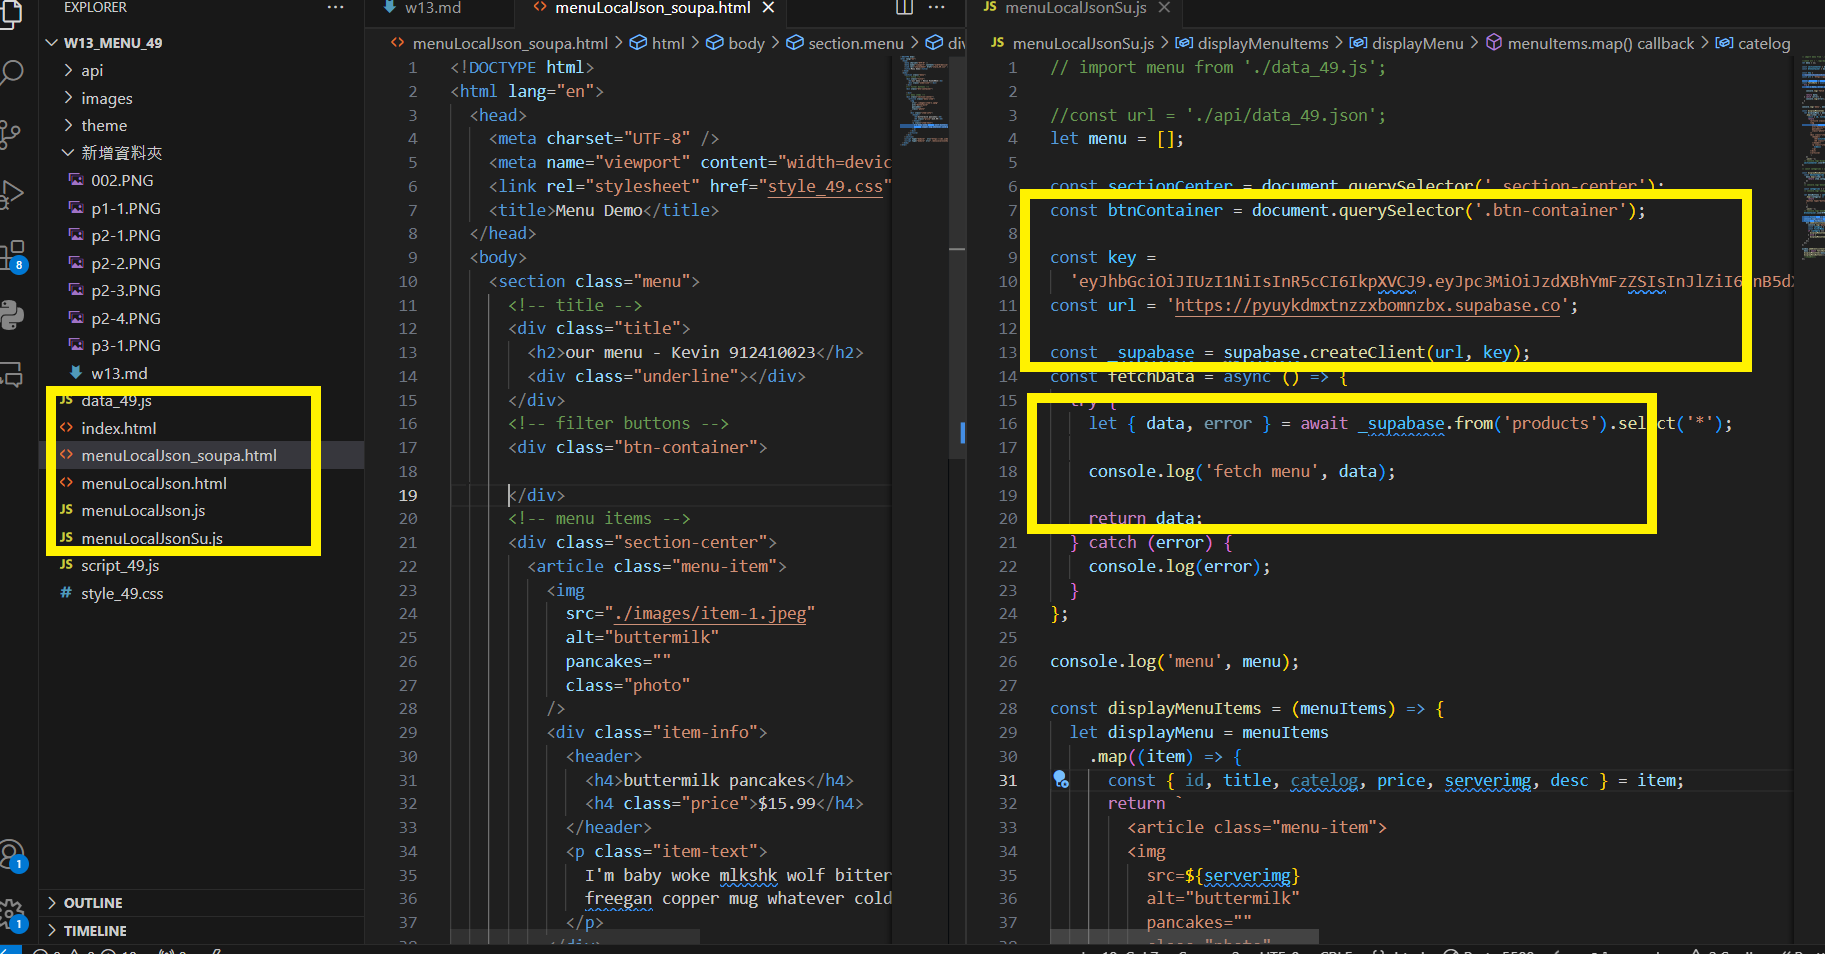 EXPLORER
W13_MENU_49
api
images
theme
新增資料夾
002.PNG
p1-1.PNG
p2-1.PNG
p2-2.PNG
p2-3.PNG
p2-4.PNG
p3-1.PNG
w13.md
JS data_49.js
<> index.html
<> menuLocalJson_soupa.html
<> menuLocalJson.html
JS menuLocalJson.js
JS menuLocalJsonSu.js
JS script_49.js
# style_49.css
OUTLINE
TIMELINE
8
1
1
w13.md
<> menuLocalJson_soupa.html
<> menuLocalJson_soupa.html > html > body > section.menu > div
1 <!DOCTYPE html>
2 <html lang="en">
3 <head>
4 <meta charset="UTF-8" />
5 <meta name="viewport" content="width=devic
6 <link rel="stylesheet" href="style_49.css"
7 <title>Menu Demo</title>
8 </head>
9 <body>
10 <section class="menu">
11 <!-- title -->
12 <div class="title">
13 <h2>our menu - Kevin 912410023</h2>
14 <div class="underline"></div>
15 </div>
16 <!-- filter buttons -->
17 <div class="btn-container">
18
19 </div>
20 <!-- menu items -->
21 <div class="section-center">
22 <article class="menu-item">
23 <img
24 src="./images/item-1.jpeg"
25 alt="buttermilk"
26 pancakes=""
27 class="photo"
28 />
29 <div class="item-info">
30 <header>
31 <h4>buttermilk pancakes</h4>
32 <h4 class="price">$15.99</h4>
33 </header>
34 <p class="item-text">
35 I'm baby woke mlkshk wolf bitter
36 freegan copper mug whatever cold
37 </p>
JS menuLocalJsonSu.js
JS menuLocalJsonSu.js > displayMenuItems > displayMenu > menuItems.map() callback > catelog
1 // import menu from './data_49.js';
2
3 //const url = './api/data_49.json';
4 let menu = [];
5
6 const sectionCenter = document.querySelector('.section-center');
7 const btnContainer = document.querySelector('.btn-container');
8
9 const key =
10 'eyJhbGciOiJIUzI1NiIsInR5cCI6IkpXVCJ9.eyJpc3MiOiJzdXBhYmFzZSIsInJlZiI6
11 const url = 'https://pyuykdmxtnzzxbomnzbx.supabase.co';
12
13 const _supabase = supabase.createClient(url, key);
14 const fetchData = async () => {
15 try {
16 let { data, error } = await _supabase.from('products').select('*');
17
18 console.log('fetch menu', data);
19
20 return data;
21 } catch (error) {
22 console.log(error);
23 }
24 };
25
26 console.log('menu', menu);
27
28 const displayMenuItems = (menuItems) => {
29 let displayMenu = menuItems
30 .map((item) => {
31 const { id, title, catelog, price, serverimg, desc } = item;
32 return `
33 <article class="menu-item">
34 <img
35 src=${serverimg}
36 alt="buttermilk"
37 pancakes=""